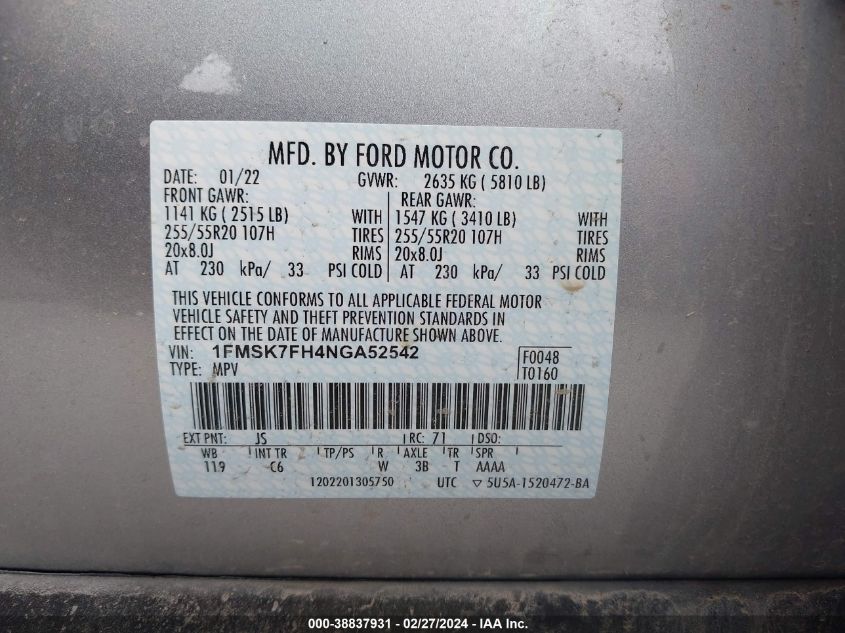 MFD. BY FORD MOTOR CO.
DATE: 01/22 GVWR: 2635 KG ( 5810 LB)
FRONT GAWR: REAR GAWR:
1141 KG ( 2515 LB) WITH 1547 KG ( 3410 LB) WITH
255/55R20 107H TIRES 255/55R20 107H TIRES
20x8.0J RIMS 20x8.0J RIMS
AT 230 kPa/ 33 PSI COLD AT 230 kPa/ 33 PSI COLD
THIS VEHICLE CONFORMS TO ALL APPLICABLE FEDERAL MOTOR
VEHICLE SAFETY AND THEFT PREVENTION STANDARDS IN
EFFECT ON THE DATE OF MANUFACTURE SHOWN ABOVE.
VIN: 1FMSK7FH4NGA52542 F0048
TYPE: MPV T0160
EXT PNT: JS RC: 71 DSO:
WB INT TR TP/PS R AXLE TR SPR
119 C6 W 3B T AAAA
1202201305750 UTC ▽ 5U5A-1520472-BA
000-38837931 - 02/27/2024 - IAA Inc.